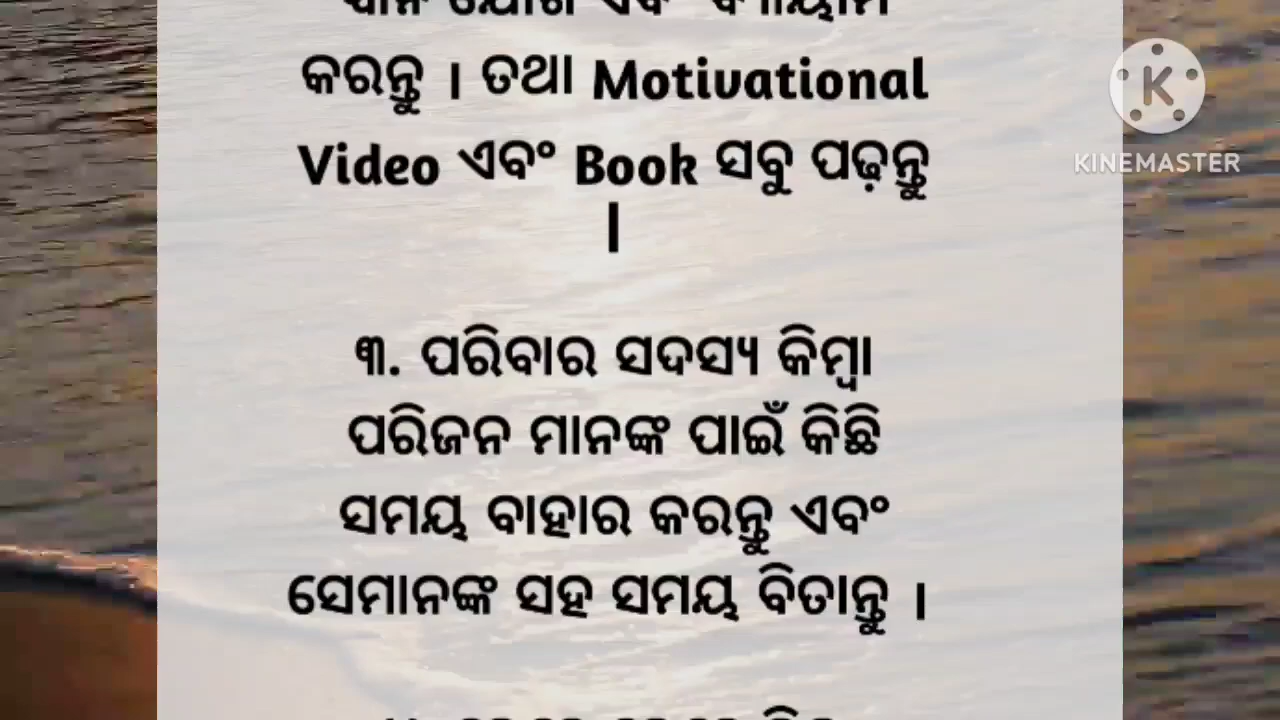 କରନ୍ତୁ । ତଥା Motivational
Video ଏବଂ Book ସବୁ ପଢ଼ନ୍ତୁ
।
୩. ପରିବାର ସଦସ୍ୟ କିମ୍ବା
ପରିଜନ ମାନଙ୍କ ପାଇଁ କିଛି
ସମୟ ବାହାର କରନ୍ତୁ ଏବଂ
ସେମାନଙ୍କ ସହ ସମୟ ବିତାନ୍ତୁ ।
K
KINEMASTER